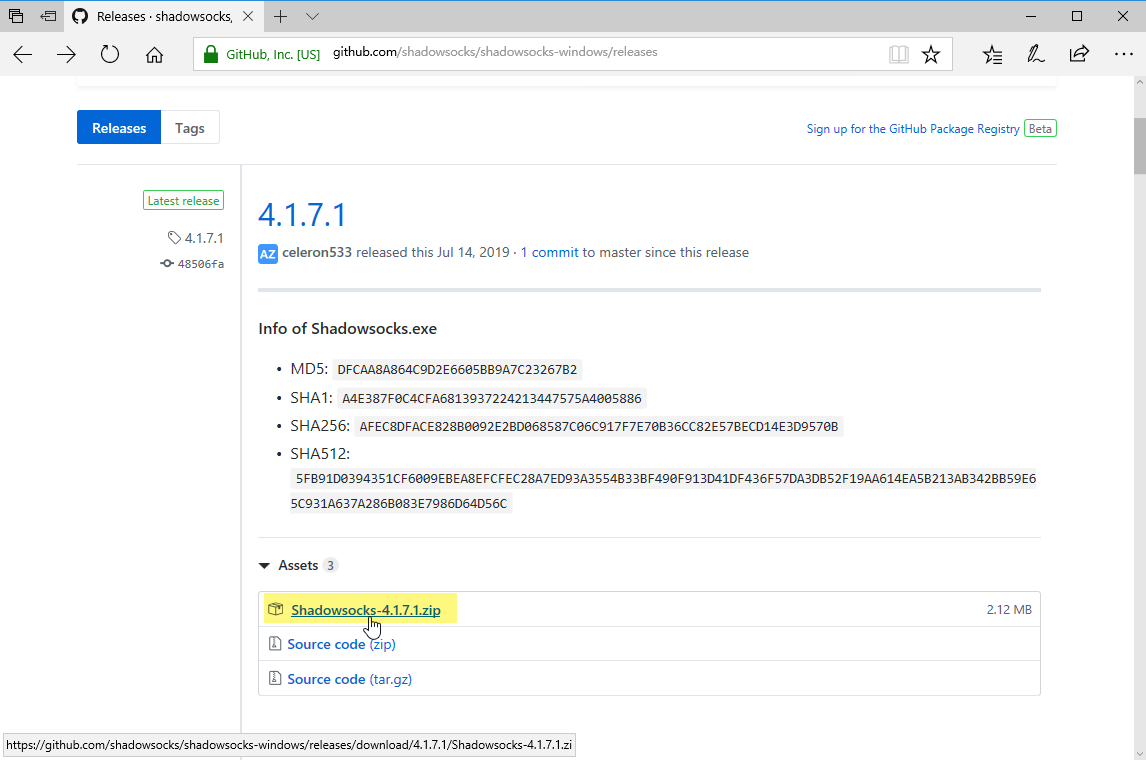 Releases · shadowsocks,
GitHub, Inc. [US] github.com/shadowsocks/shadowsocks-windows/releases
Releases Tags
Sign up for the GitHub Package Registry Beta
Latest release
4.1.7.1
48506fa
4.1.7.1
AZ celeron533 released this Jul 14, 2019 · 1 commit to master since this release
Info of Shadowsocks.exe
• MD5: DFCAA8A864C9D2E6605BB9A7C23267B2
• SHA1: A4E387F0C4CFA6813937224213447575A4005886
• SHA256: AFEC8DFACE828B0092E2BD068587C06C917F7E70B36CC82E57BECD14E3D9570B
• SHA512:
5FB91D0394351CF6009EBEA8EFCFEC28A7ED93A3554B33BF490F913D41DF436F57DA3DB52F19AA614EA5B213AB342BB59E6
5C931A637A286B083E7986D64D56C
Assets 3
Shadowsocks-4.1.7.1.zip 2.12 MB
Source code (zip)
Source code (tar.gz)
https://github.com/shadowsocks/shadowsocks-windows/releases/download/4.1.7.1/Shadowsocks-4.1.7.1.zi